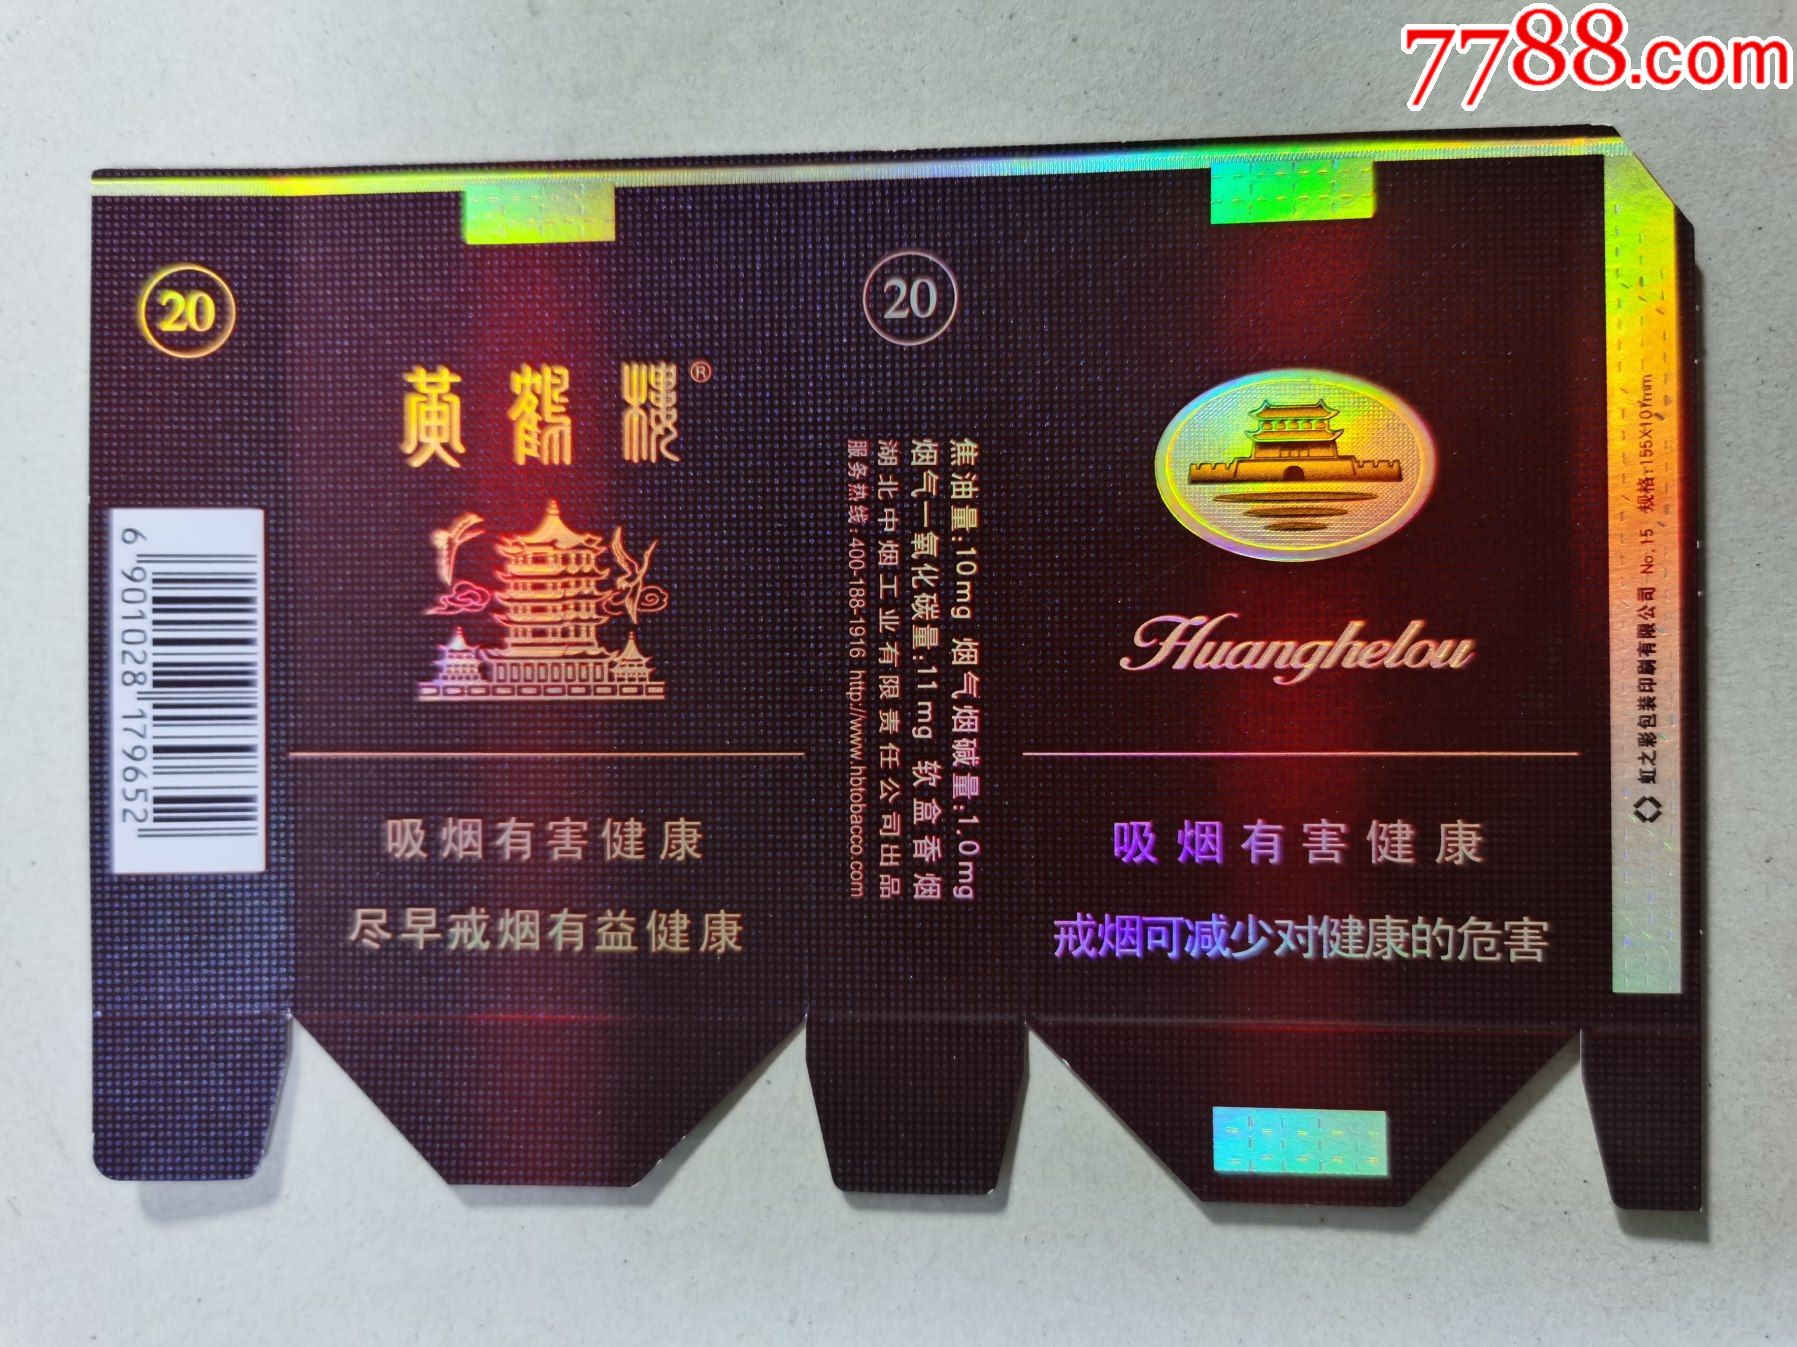 7788.com
20
黄鹤楼®
吸烟有害健康
尽早戒烟有益健康
6 901028 179652
20
焦油量:10mg 烟气烟碱量:1.0mg
烟气一氧化碳量:11mg 软盒香烟
湖北中烟工业有限责任公司出品
服务热线:400-188-1916 http://www.hbtobacco.com
Huanghelou
吸烟有害健康
戒烟可减少对健康的危害
虹之彩包装印刷有限公司 No.15 规格:155X101mm